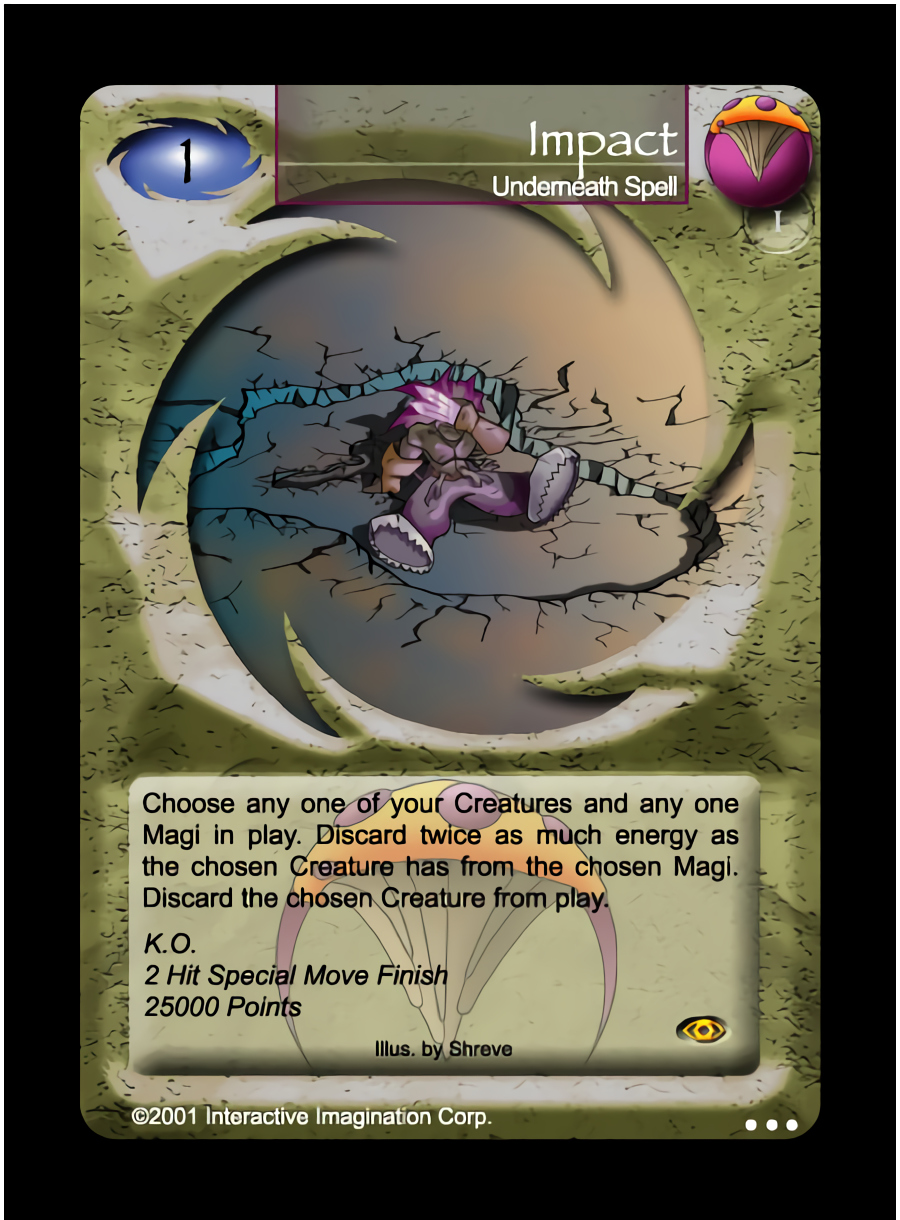 1
Impact
Underneath Spell
I
Choose any one of your Creatures and any one
Magi in play. Discard twice as much energy as
the chosen Creature has from the chosen Magi.
Discard the chosen Creature from play.
K.O.
2 Hit Special Move Finish
25000 Points
Illus. by Shreve
©2001 Interactive Imagination Corp.